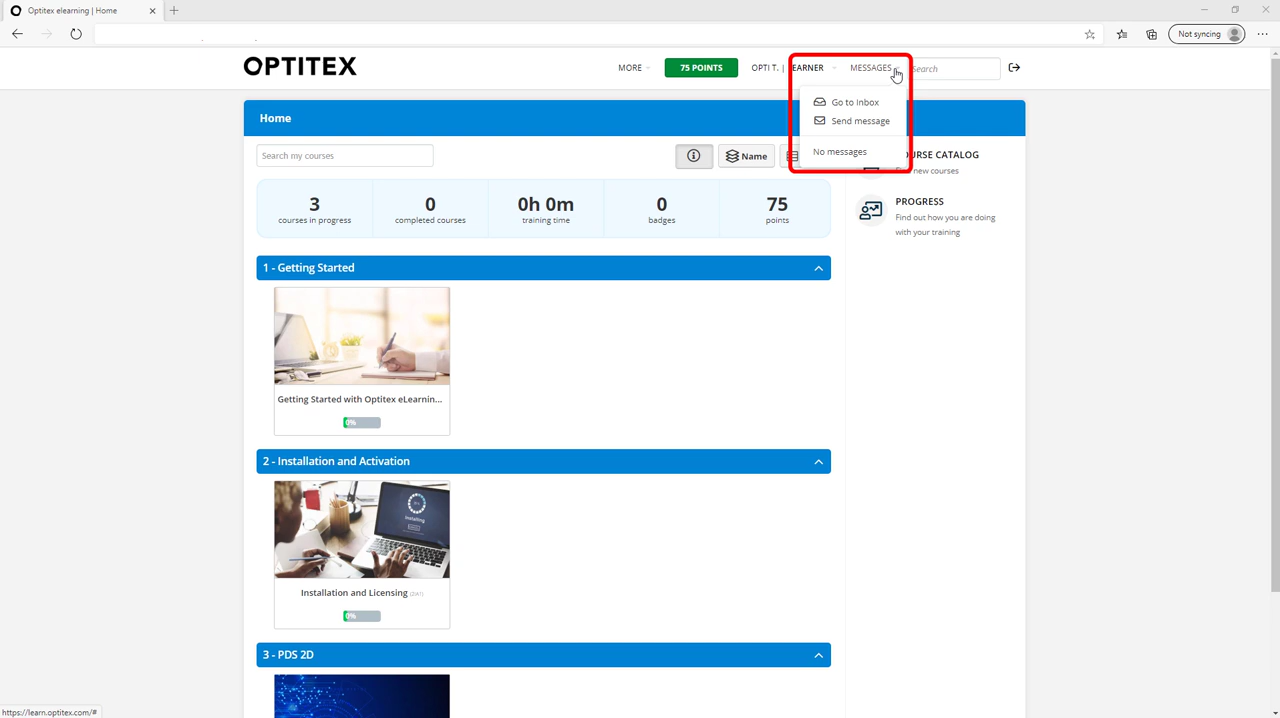 Optitex elearning | Home
Not syncing
OPTITEX
MORE
75 POINTS
OPTI T. | EARNER
MESSAGES
Search
Go to Inbox
Send message
No messages
Home
Search my courses
Name
3
courses in progress
0
completed courses
0h 0m
training time
0
badges
75
points
OURSE CATALOG
new courses
PROGRESS
Find out how you are doing
with your training
1 - Getting Started
Getting Started with Optitex eLearnin...
0%
2 - Installation and Activation
Installing
Installation and Licensing
0%
3 - PDS 2D
https://learn.optitex.com/#